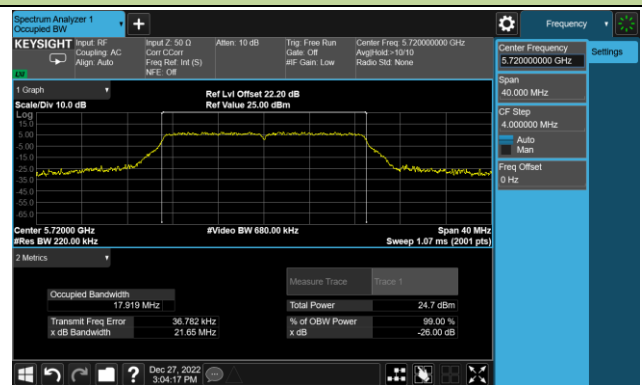 Spectrum Analyzer 1
Occupied BW
Frequency
KEYSIGHT
Input: RF
Coupling: AC
Align: Auto
Input Z: 50 Ω
Corr CCorr
Freq Ref: Int (S)
NFE: Off
Atten: 10 dB
Trig: Free Run
Gate: Off
#IF Gain: Low
Center Freq: 5.720000000 GHz
Avg|Hold:>10/10
Radio Std: None
Center Frequency
5.720000000 GHz
Settings
Span
40.000 MHz
CF Step
4.000000 MHz
Auto
Man
Freq Offset
0 Hz
1 Graph
Scale/Div 10.0 dB
Ref Lvl Offset 22.20 dB
Ref Value 25.00 dBm
Log
15.0
5.00
-5.00
-15.0
-25.0
-35.0
-45.0
-55.0
-65.0
Center 5.72000 GHz
#Res BW 220.00 kHz
#Video BW 680.00 kHz
Span 40 MHz
Sweep 1.07 ms (2001 pts)
2 Metrics
Measure Trace Trace 1
Occupied Bandwidth
17.919 MHz
Total Power 24.7 dBm
Transmit Freq Error 36.782 kHz
% of OBW Power 99.00 %
x dB Bandwidth 21.65 MHz
x dB -26.00 dB
Dec 27, 2022
3:04:17 PM